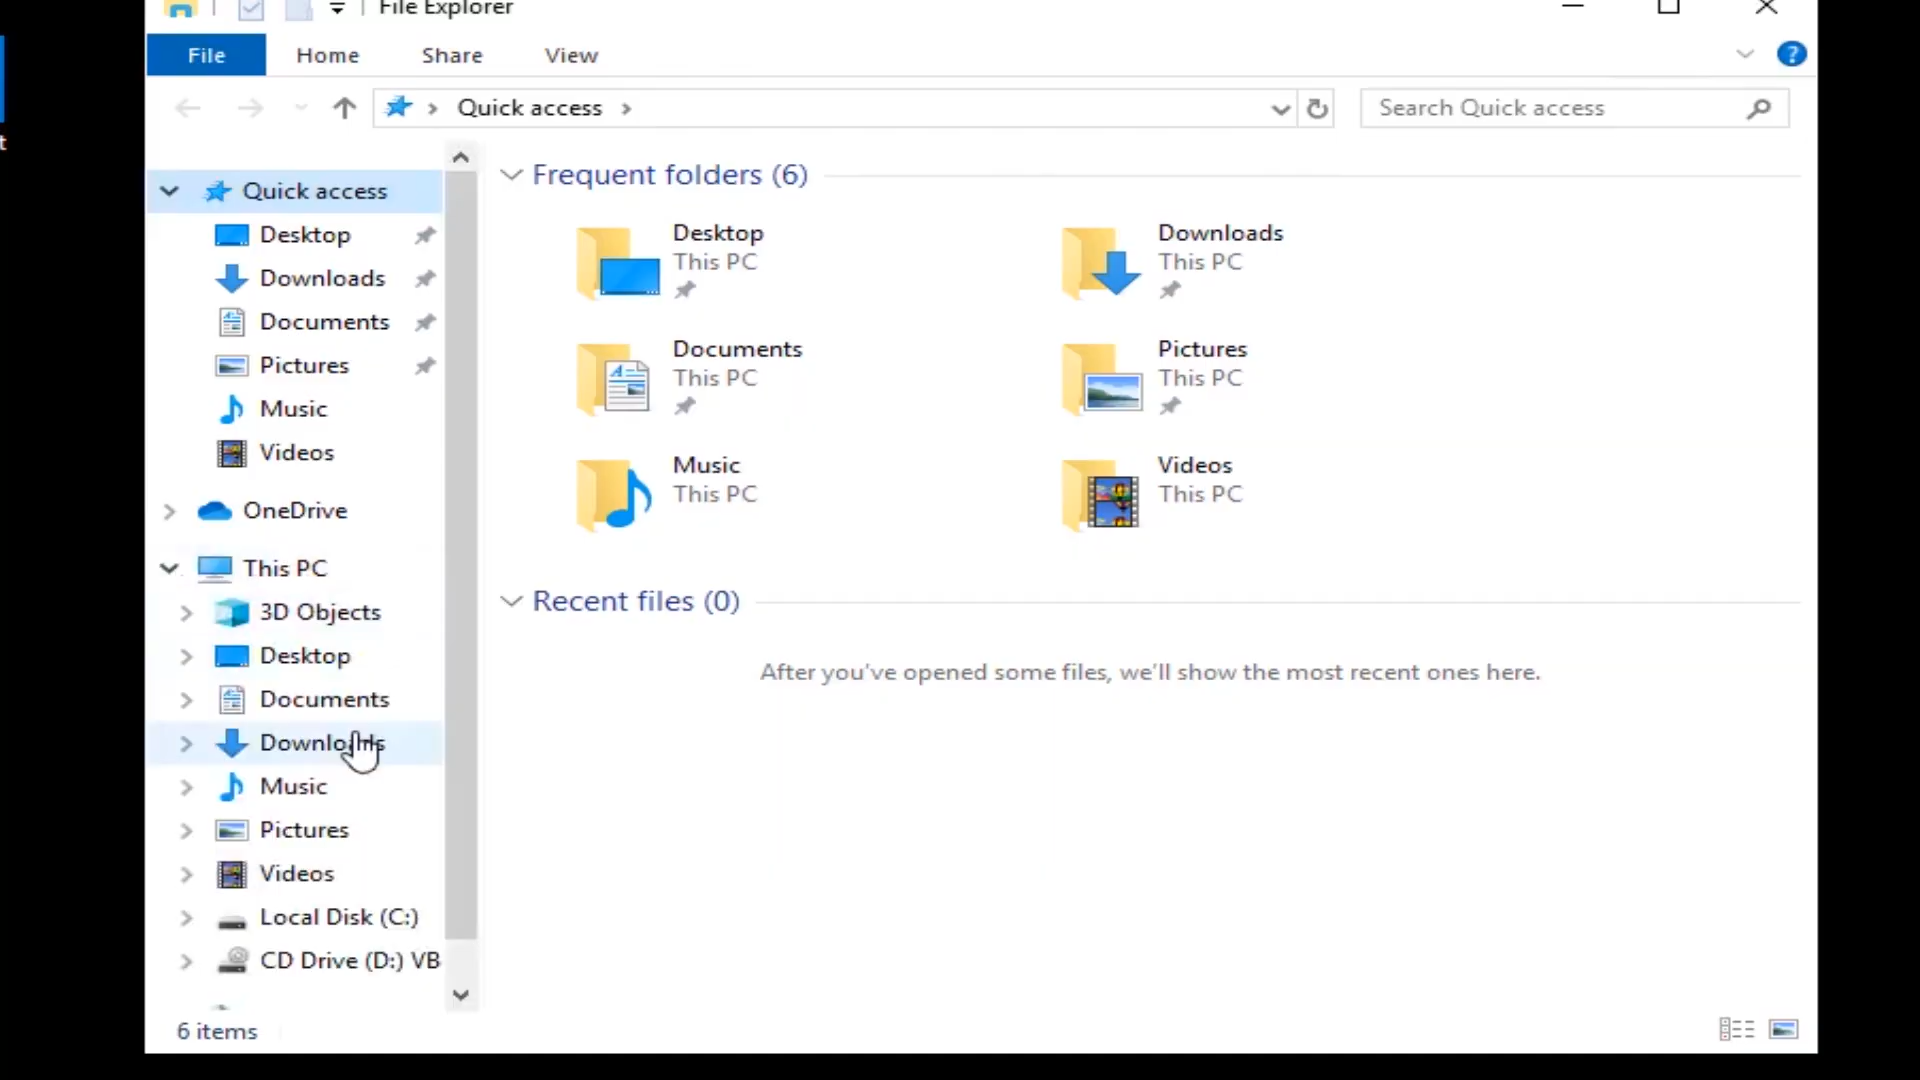 File Explorer
File Home Share View
Quick access
Search Quick access
Quick access
Desktop
Downloads
Documents
Pictures
Music
Videos
OneDrive
This PC
3D Objects
Desktop
Documents
Downloads
Music
Pictures
Videos
Local Disk (C:)
CD Drive (D:) VB
Frequent folders (6)
Desktop
This PC
Downloads
This PC
Documents
This PC
Pictures
This PC
Music
This PC
Videos
This PC
Recent files (0)
After you've opened some files, we'll show the most recent ones here.
6 items
t